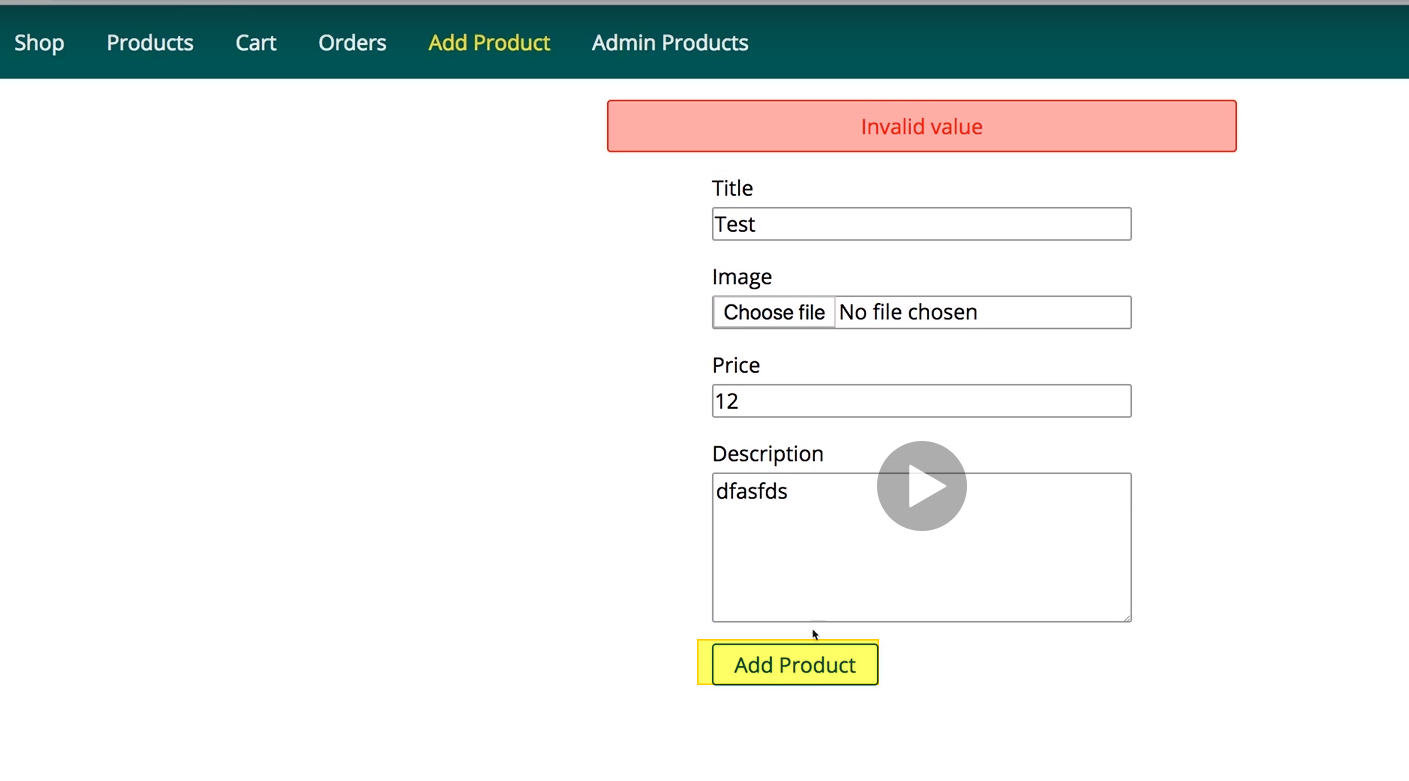 Shop Products Cart Orders Add Product Admin Products
Invalid value
Title
Test
Image
Choose file No file chosen
Price
12
Description
dfasfds
Add Product